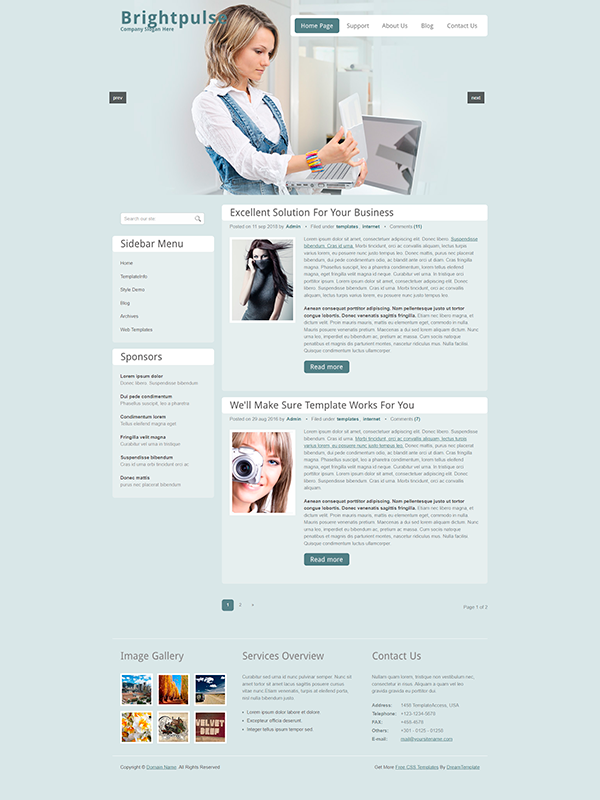 Brightpulse
Company Slogan Here
Home Page
Support
About Us
Blog
Contact Us
prev
next
Search our site
Sidebar Menu
Home
TemplateInfo
Style Demo
Blog
Archives
Web Templates
Sponsors
Lorem ipsum dolor
Donec libero. Suspendisse bibendum
Dui pede condimentum
Phasellus suscipit, leo a pharetra
Condimentum lorem
Tellus eleifend magna eget
Fringilla velit magna
Curabitur vel urna in tristique
Suspendisse bibendum
Cras id urna orbi tincidunt orci ac
Donec mattis
purus nec placerat bibendum
Excellent Solution For Your Business
Posted on 11 sep 2015 by Admin • Filed under templates, internet • Comments (11)
Lorem ipsum dolor sit amet, consectetuer adipiscing elit. Donec libero. Suspendisse
bibendum. Cras id urna. Morbi tincidunt, orci ac convallis aliquam, lectus turpis
varius lorem, eu posuere nunc justo tempus leo. Donec mattis, purus nec placerat
bibendum, dui pede condimentum odio, ac blandit ante orci ut diam. Cras fringilla
magna. Phasellus suscipit, leo a pharetra condimentum, lorem tellus eleifend
magna, eget fringilla velit magna id neque. Curabitur vel urna. In tristique orci
porttitor ipsum. Lorem ipsum dolor sit amet, consectetuer adipiscing elit. Donec
libero. Suspendisse bibendum. Cras id urna. Morbi tincidunt, orci ac convallis
aliquam, lectus turpis varius lorem, eu posuere nunc justo tempus leo.
Aenean consequat porttitor adipiscing. Nam pellentesque justo ut tortor
congue lobortis. Donec venenatis sagittis fringilla. Etiam nec libero magna, et
dictum velit. Proin mauris mauris, mattis eu elementum eget, commodo in nulla.
Mauris posuere venenatis pretium. Maecenas a dui sed lorem aliquam dictum. Nunc
urna leo, imperdiet eu bibendum ac, pretium ac massa. Cum sociis natoque
penatibus et magnis dis parturient montes, nascetur ridiculus mus. Nulla facilisi.
Quisque condimentum luctus ullamcorper.
Read more
We'll Make Sure Template Works For You
Posted on 29 aug 2016 by Admin • Filed under templates, internet • Comments (7)
Lorem ipsum dolor sit amet, consectetuer adipiscing elit. Donec libero. Suspendisse
bibendum. Cras id urna. Morbi tincidunt, orci ac convallis aliquam, lectus turpis
varius lorem, eu posuere nunc justo tempus leo. Donec mattis, purus nec placerat
bibendum, dui pede condimentum odio, ac blandit ante orci ut diam. Cras fringilla
magna. Phasellus suscipit, leo a pharetra condimentum, lorem tellus eleifend
magna, eget fringilla velit magna id neque. Curabitur vel urna. In tristique orci
porttitor ipsum. Lorem ipsum dolor sit amet, consectetuer adipiscing elit. Donec
libero. Suspendisse bibendum. Cras id urna. Morbi tincidunt, orci ac convallis
aliquam.
Aenean consequat porttitor adipiscing. Nam pellentesque justo ut tortor
congue lobortis. Donec venenatis sagittis fringilla. Etiam nec libero magna, et
dictum velit. Proin mauris mauris, mattis eu elementum eget, commodo in nulla.
Mauris posuere venenatis pretium. Maecenas a dui sed lorem aliquam dictum. Nunc
urna leo, imperdiet eu bibendum ac, pretium ac massa. Cum sociis natoque
penatibus et magnis dis parturient montes, nascetur ridiculus mus. Nulla facilisi.
Quisque condimentum luctus ullamcorper.
Read more
1
2
Page 1 of 2
Image Gallery
VELVET
DEEP
Services Overview
Curabitur sed urna id nunc pulvinar semper. Nunc sit
amet tortor sit amet lacus sagittis posuere cursus
vitae nunc. Etiam venenatis, turpis at eleifend porta,
nisl nulla bibendum justo.
• Lorem ipsum dolor labore et dolore.
• Excepteur officia deserunt.
• Integer tellus ipsum tempor sed.
Contact Us
Nullam quam lorem, tristique non vestibulum nec,
consectetur in risus. Aliquam a quam vel leo
gravida gravida eu porttitor dui.
Address: 1458 TemplateAccess, USA
Telephone: +123-1234-5678
FAX: +458-4578
Others: +301 - 0125 - 01258
E-mail: mail@yoursitename.com
Copyright © Domain Name. All Rights Reserved
Get More Free CSS Templates By DreamTemplate